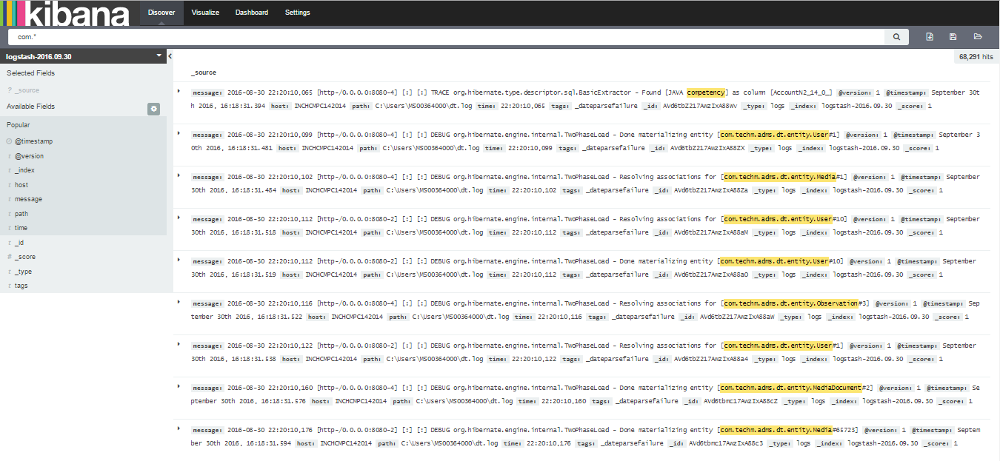 kibana Discover Visualize Dashboard Settings
com.*
logstash-2016.09.30
68,291 hits
Selected Fields
? _source
Available Fields
Popular
@timestamp
t @version
t _index
t host
t message
t path
t time
t _id
# _score
t _type
t tags
_source
message: 2016-08-30 22:20:10,065 [http-/0.0.0.0:8080-4] [:] [:] TRACE org.hibernate.type.descriptor.sql.BasicExtractor - Found [JAVA competency] as column [AccountN2_14_0_] @version: 1 @timestamp: September 30t
h 2016, 16:18:31.394 host: INCHCMPC142014 path: C:\Users\MS00364000\dt.log time: 22:20:10,065 tags: _dateparsefailure _id: AVd6tbZZ17AwzIxA88Wv _type: logs _index: logstash-2016.09.30 _score: 1
message: 2016-08-30 22:20:10,099 [http-/0.0.0.0:8080-4] [:] [:] DEBUG org.hibernate.engine.internal.TwoPhaseLoad - Done materializing entity [com.techm.adms.dt.entity.User#1] @version: 1 @timestamp: September 3
0th 2016, 16:18:31.481 host: INCHCMPC142014 path: C:\Users\MS00364000\dt.log time: 22:20:10,099 tags: _dateparsefailure _id: AVd6tbZ217AwzIxA88ZX _type: logs _index: logstash-2016.09.30 _score: 1
message: 2016-08-30 22:20:10,102 [http-/0.0.0.0:8080-4] [:] [:] DEBUG org.hibernate.engine.internal.TwoPhaseLoad - Resolving associations for [com.techm.adms.dt.entity.Media#1] @version: 1 @timestamp: September
30th 2016, 16:18:31.484 host: INCHCMPC142014 path: C:\Users\MS00364000\dt.log time: 22:20:10,102 tags: _dateparsefailure _id: AVd6tbZ217AwzIxA88Za _type: logs _index: logstash-2016.09.30 _score: 1
message: 2016-08-30 22:20:10,112 [http-/0.0.0.0:8080-2] [:] [:] DEBUG org.hibernate.engine.internal.TwoPhaseLoad - Resolving associations for [com.techm.adms.dt.entity.User#10] @version: 1 @timestamp: September
30th 2016, 16:18:31.518 host: INCHCMPC142014 path: C:\Users\MS00364000\dt.log time: 22:20:10,112 tags: _dateparsefailure _id: AVd6tbZ217AwzIxA88aM _type: logs _index: logstash-2016.09.30 _score: 1
message: 2016-08-30 22:20:10,112 [http-/0.0.0.0:8080-2] [:] [:] DEBUG org.hibernate.engine.internal.TwoPhaseLoad - Done materializing entity [com.techm.adms.dt.entity.User#10] @version: 1 @timestamp: September
30th 2016, 16:18:31.519 host: INCHCMPC142014 path: C:\Users\MS00364000\dt.log time: 22:20:10,112 tags: _dateparsefailure _id: AVd6tbZ217AwzIxA88aO _type: logs _index: logstash-2016.09.30 _score: 1
message: 2016-08-30 22:20:10,116 [http-/0.0.0.0:8080-4] [:] [:] DEBUG org.hibernate.engine.internal.TwoPhaseLoad - Resolving associations for [com.techm.adms.dt.entity.Observation#3] @version: 1 @timestamp: Sep
tember 30th 2016, 16:18:31.522 host: INCHCMPC142014 path: C:\Users\MS00364000\dt.log time: 22:20:10,116 tags: _dateparsefailure _id: AVd6tbZ217AwzIxA88aW _type: logs _index: logstash-2016.09.30 _score: 1
message: 2016-08-30 22:20:10,122 [http-/0.0.0.0:8080-2] [:] [:] DEBUG org.hibernate.engine.internal.TwoPhaseLoad - Resolving associations for [com.techm.adms.dt.entity.User#1] @version: 1 @timestamp: September
30th 2016, 16:18:31.538 host: INCHCMPC142014 path: C:\Users\MS00364000\dt.log time: 22:20:10,122 tags: _dateparsefailure _id: AVd6tbZ217AwzIxA88a4 _type: logs _index: logstash-2016.09.30 _score: 1
message: 2016-08-30 22:20:10,160 [http-/0.0.0.0:8080-4] [:] [:] DEBUG org.hibernate.engine.internal.TwoPhaseLoad - Done materializing entity [com.techm.adms.dt.entity.MediaDocument#2] @version: 1 @timestamp: Se
ptember 30th 2016, 16:18:31.576 host: INCHCMPC142014 path: C:\Users\MS00364000\dt.log time: 22:20:10,160 tags: _dateparsefailure _id: AVd6tbmc17AwzIxA88cZ _type: logs _index: logstash-2016.09.30 _score: 1
message: 2016-08-30 22:20:10,176 [http-/0.0.0.0:8080-2] [:] [:] DEBUG org.hibernate.engine.internal.TwoPhaseLoad - Done materializing entity [com.techm.adms.dt.entity.Media#65723] @version: 1 @timestamp: Septem
ber 30th 2016, 16:18:31.594 host: INCHCMPC142014 path: C:\Users\MS00364000\dt.log time: 22:20:10,176 tags: _dateparsefailure _id: AVd6tbmc17AwzIxA88c3 _type: logs _index: logstash-2016.09.30 _score: 1